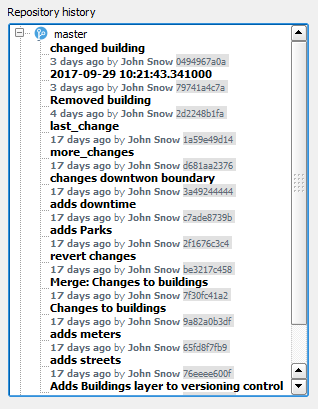 Repository history
master
changed building
3 days ago by John Snow 0494967a0a
2017-09-29 10:21:43.341000
3 days ago by John Snow 79741a4c7a
Removed building
4 days ago by John Snow 2d2248b1fa
last_change
17 days ago by John Snow 1a59e49d14
more_changes
17 days ago by John Snow d681aa2376
changes downtwon boundary
17 days ago by John Snow 3a49244444
adds downtime
17 days ago by John Snow c7ade8739b
adds Parks
17 days ago by John Snow 2f1676c3c4
revert changes
17 days ago by John Snow be3217c458
Merge: Changes to buildings
17 days ago by John Snow 7f30fc41a2
Changes to buildings
17 days ago by John Snow 9a82a0b3df
adds meters
17 days ago by John Snow 65fd8f7fb9
adds streets
17 days ago by John Snow 76eeee600f
Adds Buildings layer to versioning control